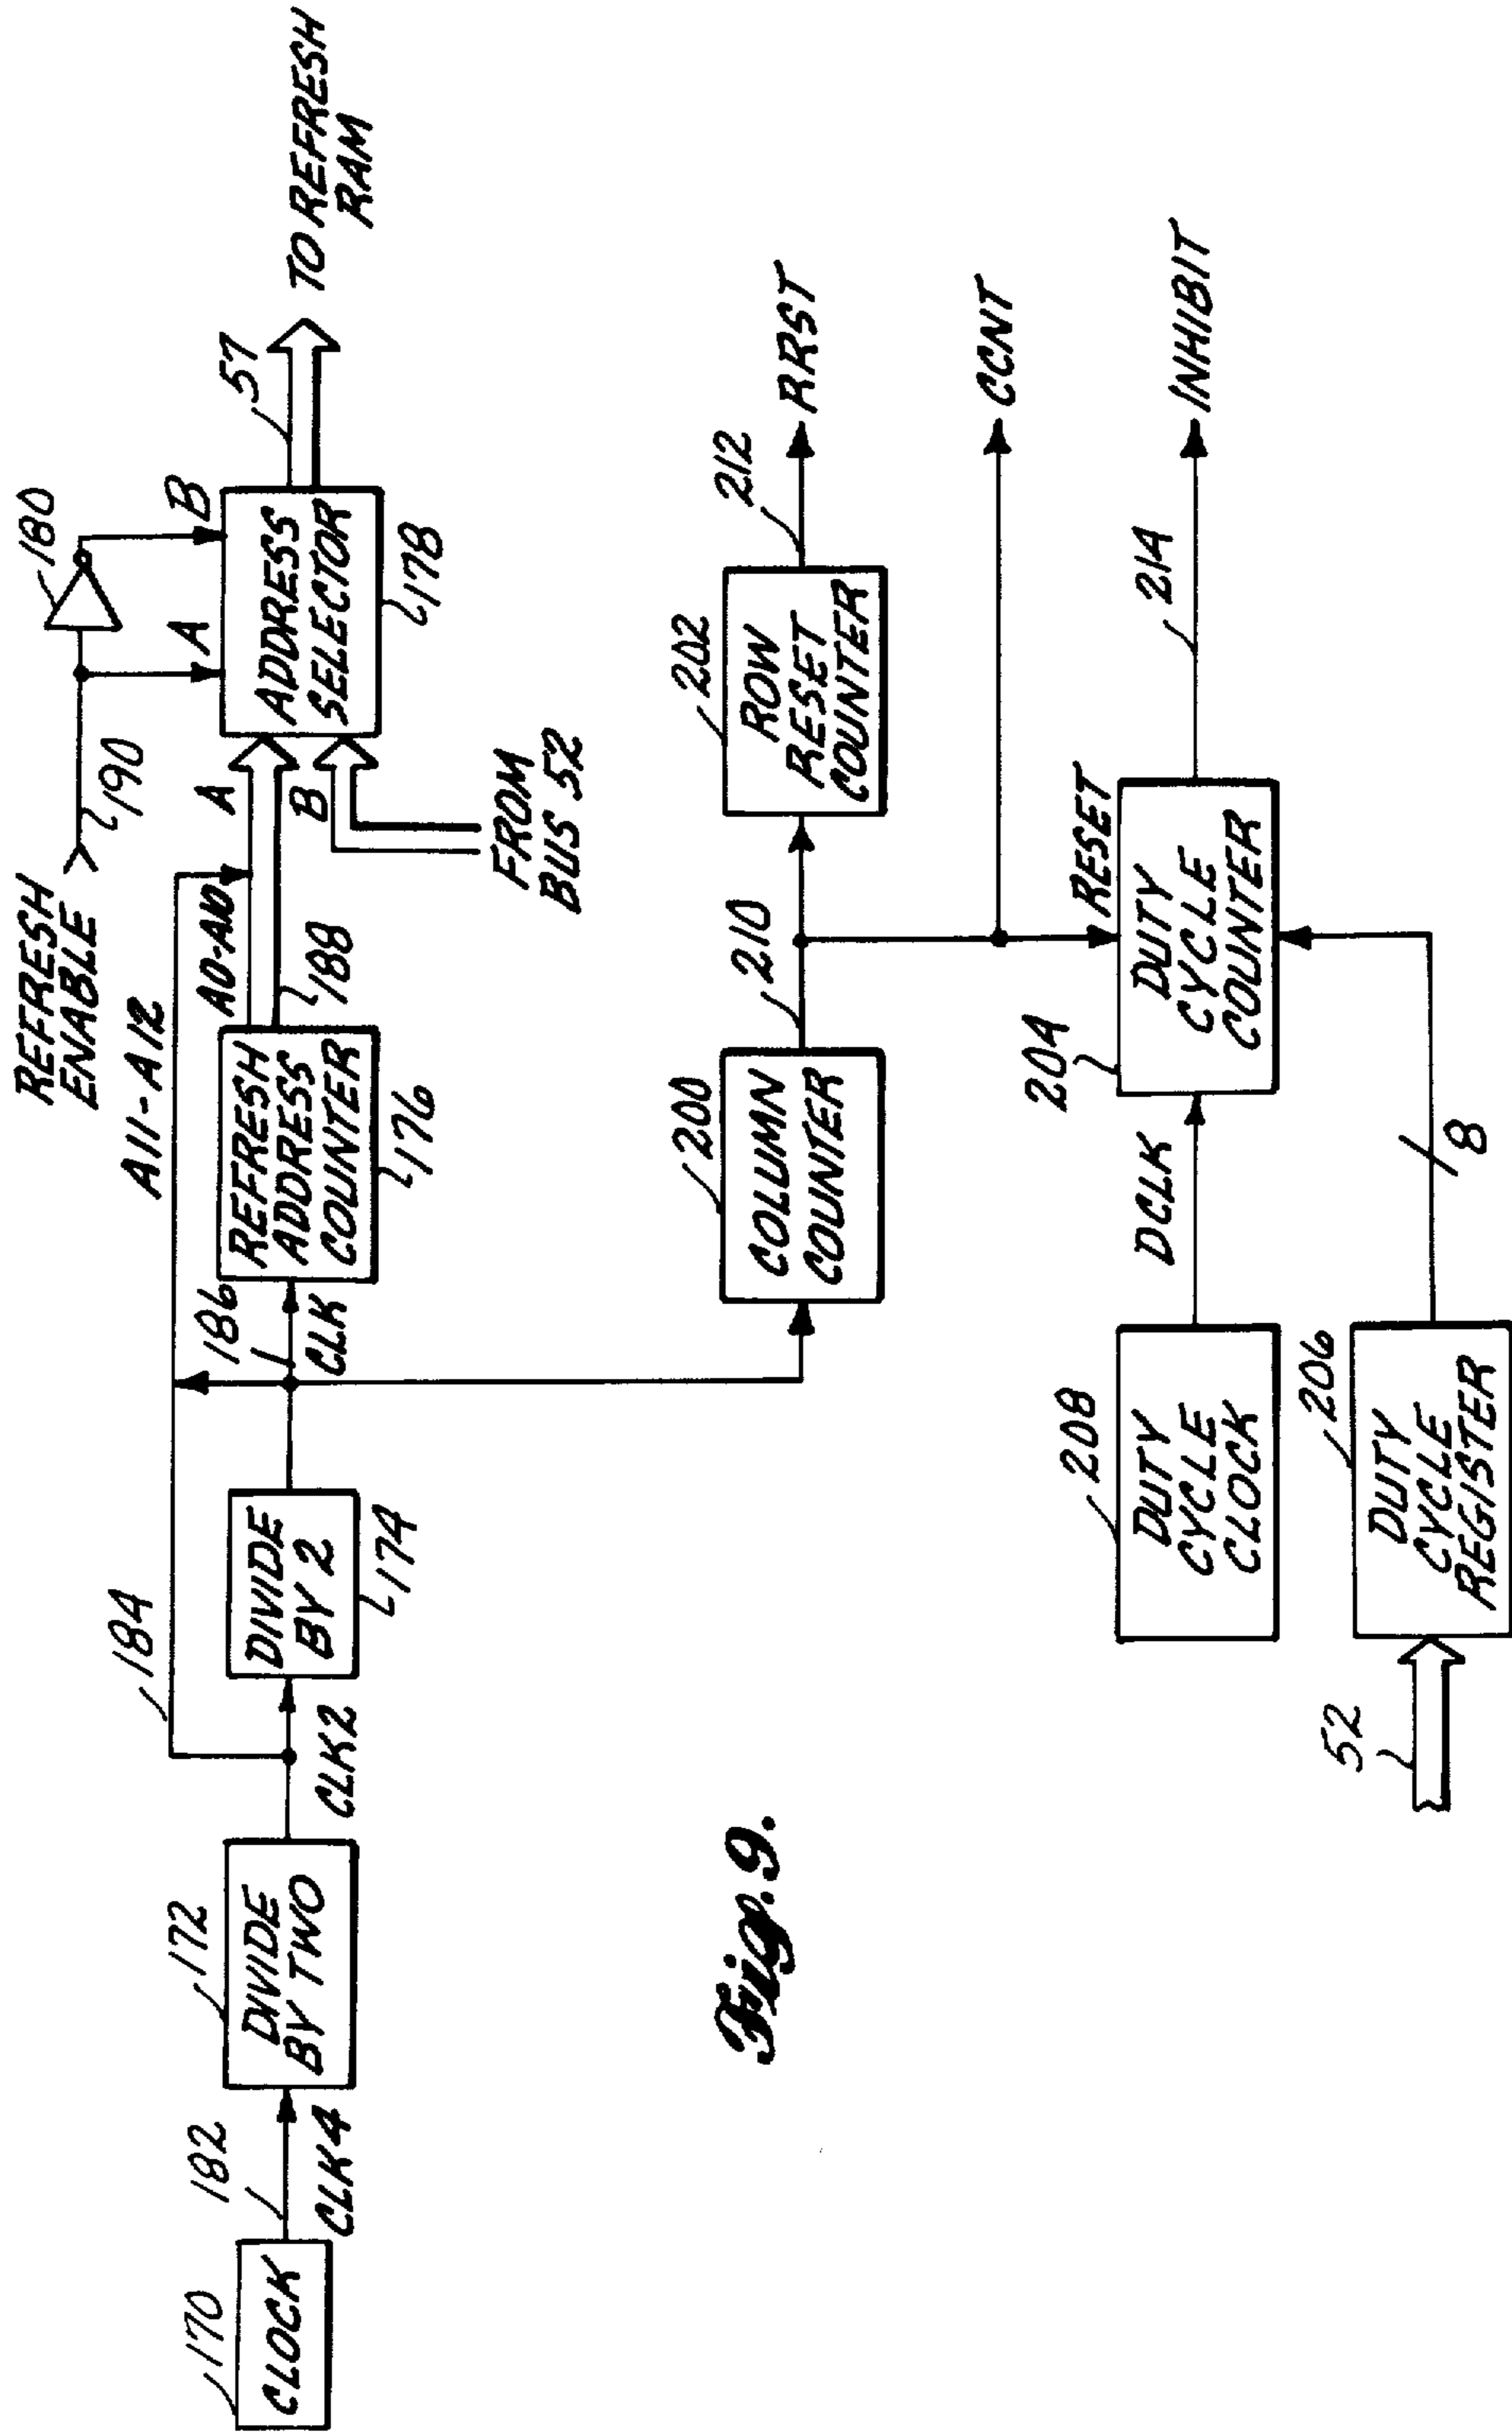 REFRESH
ENABLE
190
180
A11-A12
184
A
B
170
CLOCK
182
CLK4
172
DIVIDE
BY TWO
CLK2
DIVIDE
BY 2
174
186
CLK
REFRESH
ADDRESS
COUNTER
176
A0-A10
188
A
B
FROM
BUS 52
ADDRESS
SELECTOR
178
57
TO REFRESH
RAM
200
COLUMN
COUNTER
210
202
ROW
RESET
COUNTER
212
RRST
CCNT
208
DUTY
CYCLE
CLOCK
DCLK
204
RESET
DUTY
CYCLE
COUNTER
214
INHIBIT
52
206
DUTY
CYCLE
REGISTER
8
Fig. 9.